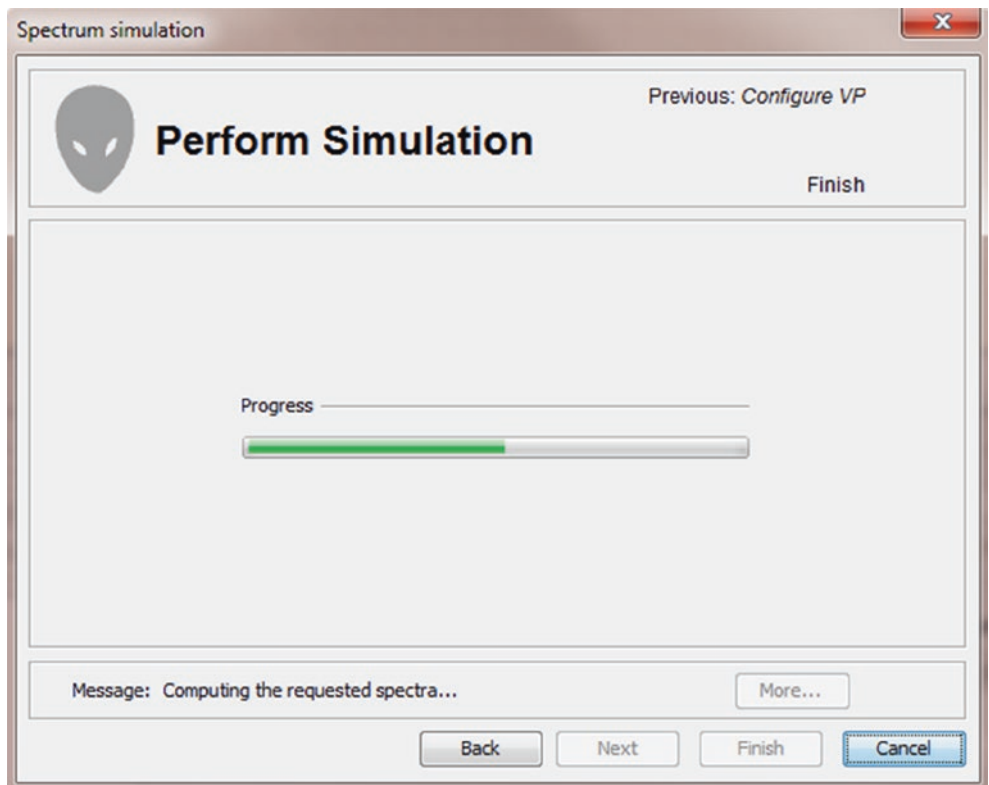 Spectrum simulation
Previous: Configure VP
Perform Simulation
Finish
Progress
Message: Computing the requested spectra...
More...
Back
Next
Finish
Cancel